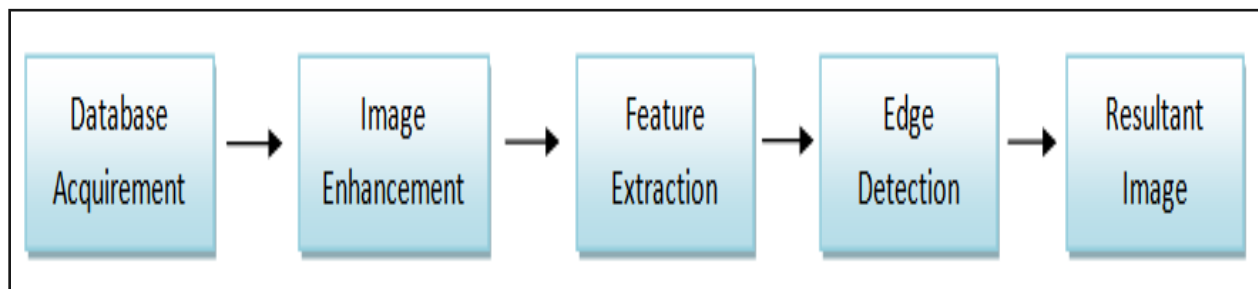 Database
Acquirement
Image
Enhancement
Feature
Extraction
Edge
Detection
Resultant
Image